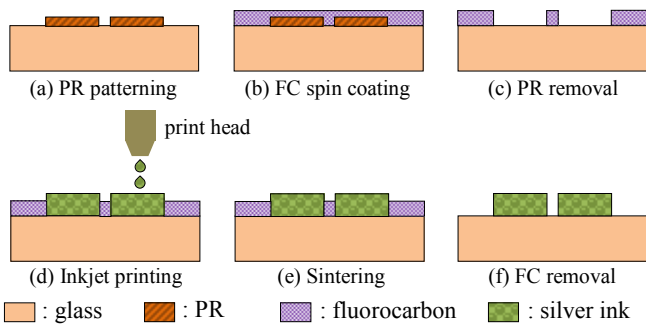 (a) PR patterning (b) FC spin coating (c) PR removal
print head
(d) Inkjet printing (e) Sintering (f) FC removal
: glass : PR : fluorocarbon : silver ink